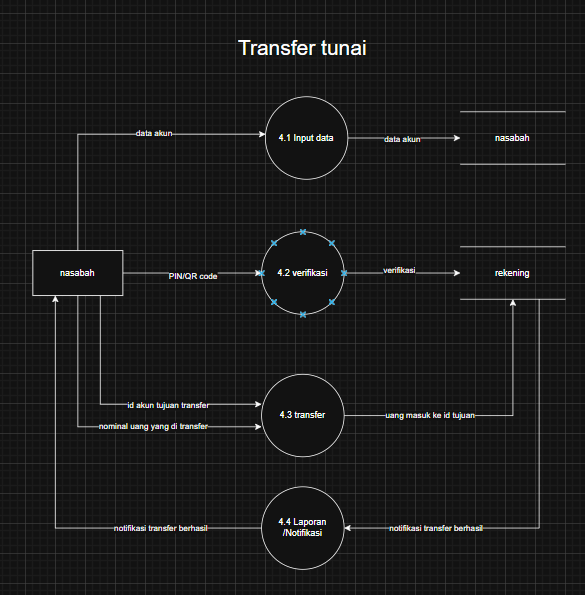 Transfer tunai
data akun
4.1 Input data
data akun
nasabah
nasabah
PIN/QR code
4.2 verifikasi
verifikasi
rekening
id akun tujuan transfer
nominal uang yang di transfer
4.3 transfer
uang masuk ke id tujuan
notifikasi transfer berhasil
4.4 Laporan
/Notifikasi
notifikasi transfer berhasil